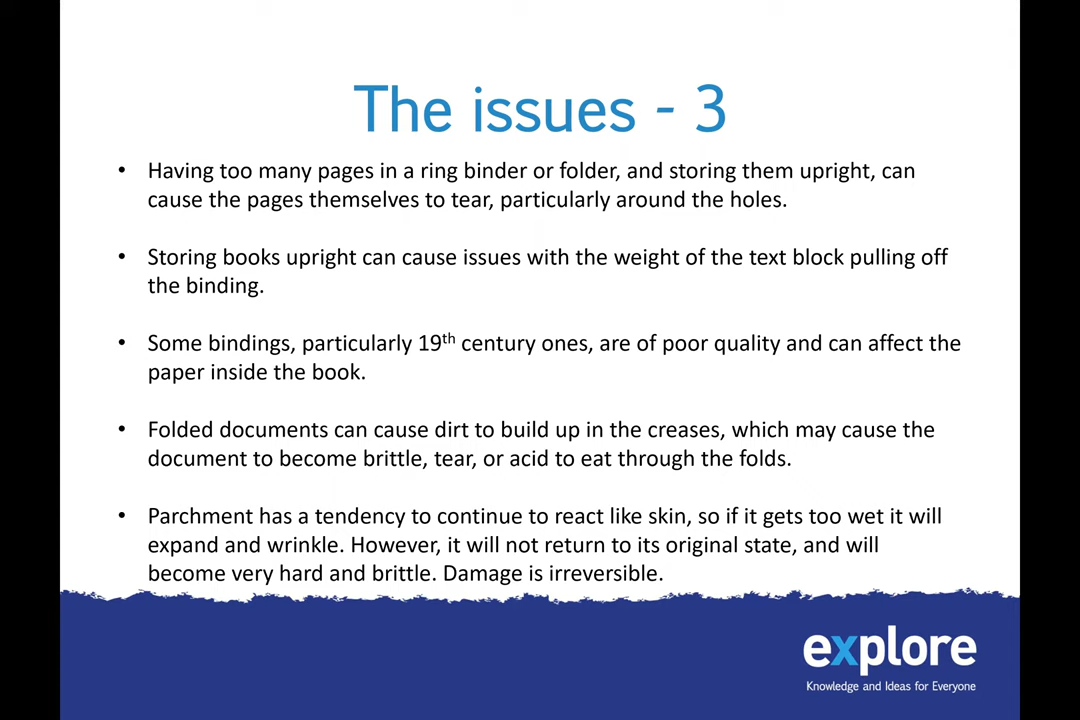 The issues - 3
• Having too many pages in a ring binder or folder, and storing them upright, can
cause the pages themselves to tear, particularly around the holes.
• Storing books upright can cause issues with the weight of the text block pulling off
the binding.
• Some bindings, particularly 19th century ones, are of poor quality and can affect the
paper inside the book.
• Folded documents can cause dirt to build up in the creases, which may cause the
document to become brittle, tear, or acid to eat through the folds.
• Parchment has a tendency to continue to react like skin, so if it gets too wet it will
expand and wrinkle. However, it will not return to its original state, and will
become very hard and brittle. Damage is irreversible.
explore
Knowledge and Ideas for Everyone